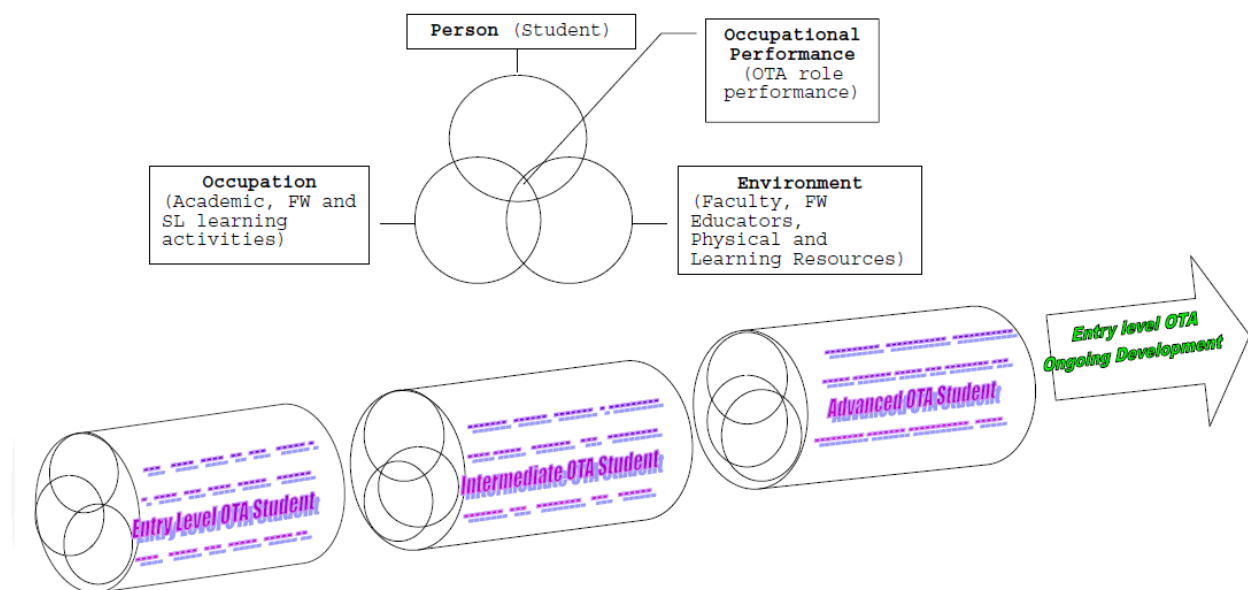 Person (Student)
Occupational
Performance
(OTA role
performance)
Occupation
(Academic, FW and
SL learning
activities)
Environment
(Faculty, FW
Educators,
Physical and
Learning Resources)
Entry Level OTA Student
Intermediate OTA Student
Advanced OTA Student
Entry level OTA
Ongoing Development